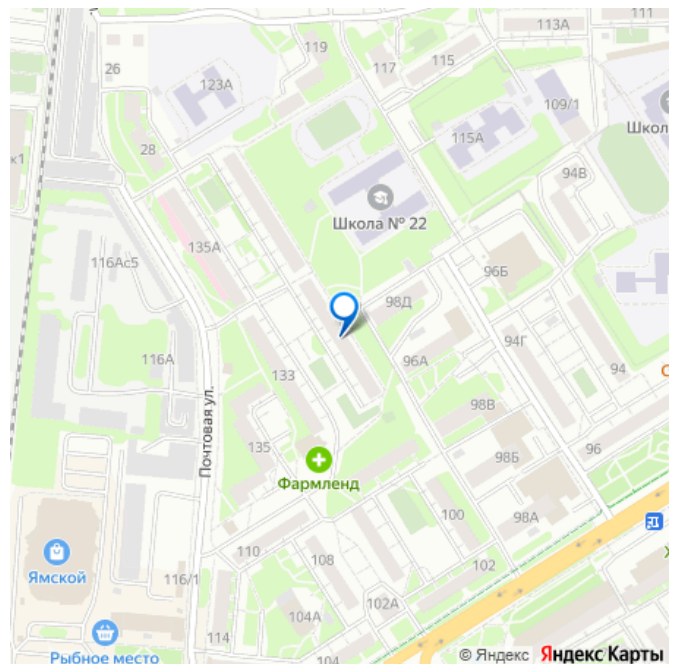 113А
111
119
26
117
115
123А
109/1
115А
28
Школ
к1
94В
Школа № 22
135А
116Ас5
96Б
98Д
94Г
116А
96А
133
94
С
98В
Почтовая ул.
135
96
98Б
Фармленд
100
98А
110
Х
Ямской
108
102
116/1
102А
104А
114
104
Рыбное место
© Яндекс Яндекс Карты